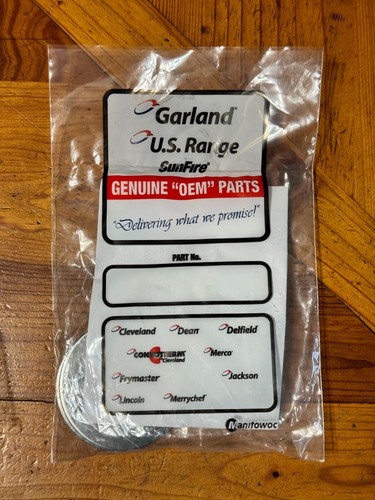 Garland
U.S. Range
SunFire®
GENUINE "OEM" PARTS
"Delivering what we promise!"
PART No.
Cleveland Dean Delfield
CONVOTHERM Merco
Cleveland
Frymaster Jackson
Lincoln Merrychef
Manitowoc